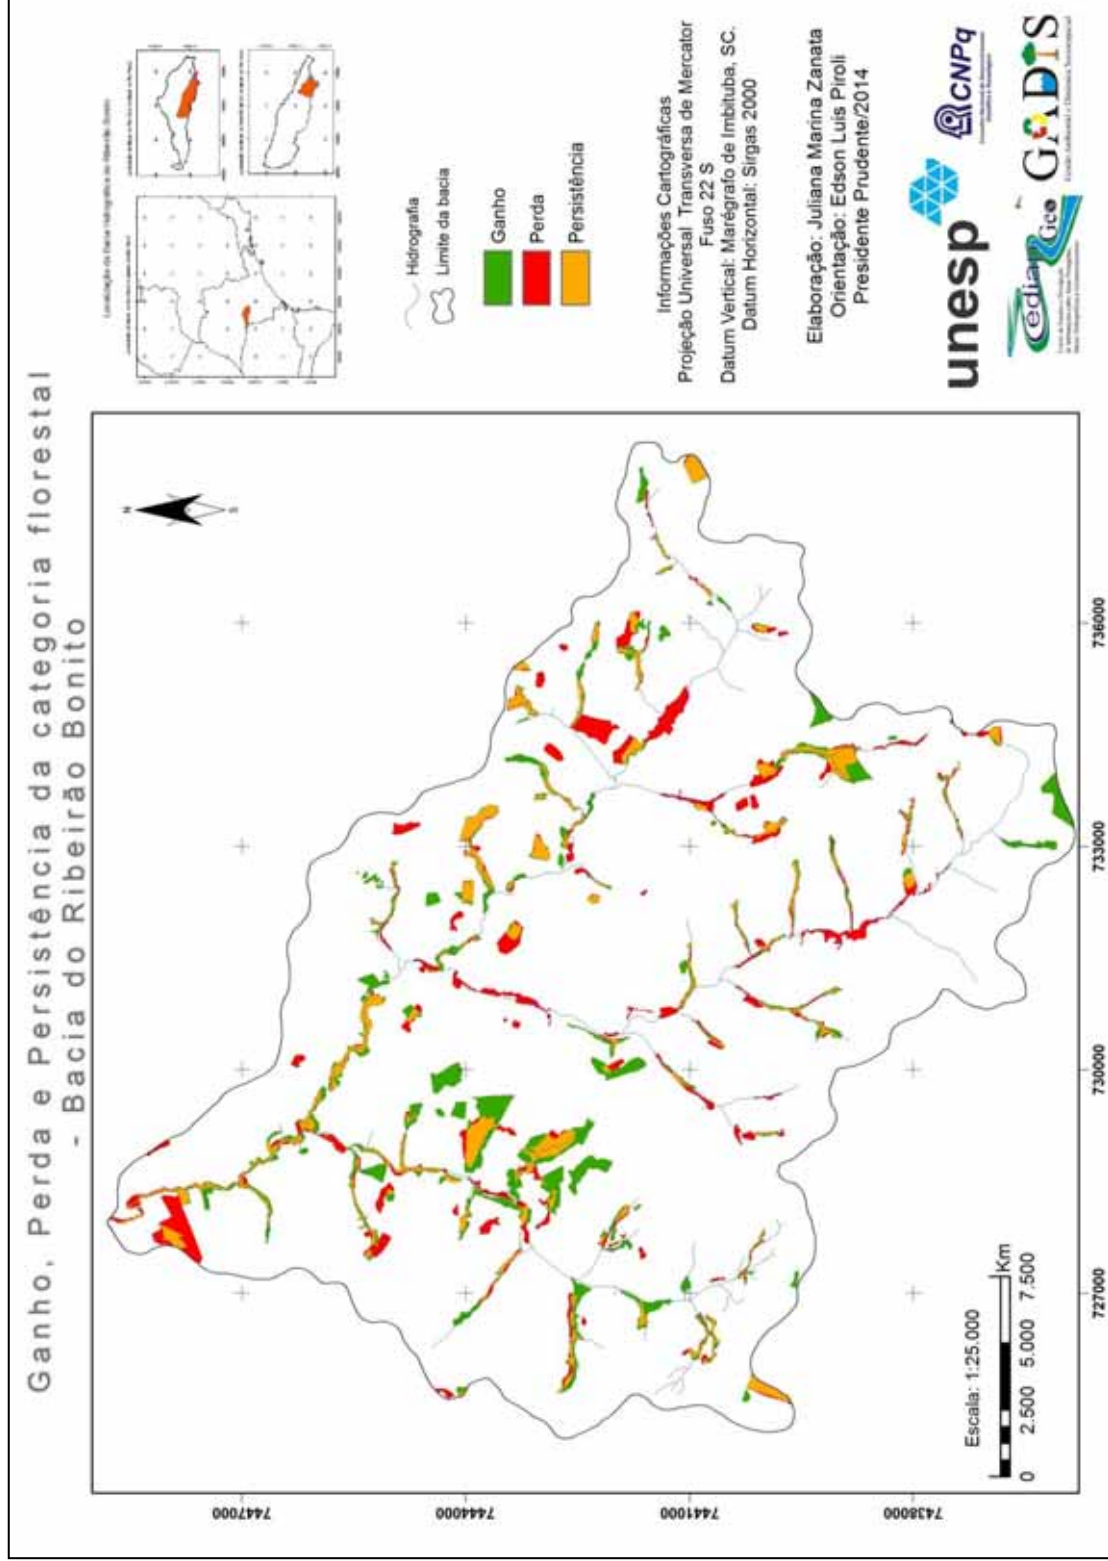 Ganho, Perda e Persistência da categoria florestal
- Bacia do Ribeirão Bonito
N
S
7447000
7444000
7441000
7438000
727000
730000
733000
736000
Escala: 1:25.000
0 2.500 5.000 7.500
Km
Hidrografia
Limite da bacia
Ganho
Perda
Persistência
Informações Cartográficas
Projeção Universal Transversa de Mercator
Fuso 22 S
Datum Vertical: Marégrafo de Imbituba, SC.
Datum Horizontal: Sirgas 2000
Elaboração: Juliana Marina Zanata
Orientação: Edson Luis Piroli
Presidente Prudente/2014
unesp
CNPq
GADIS